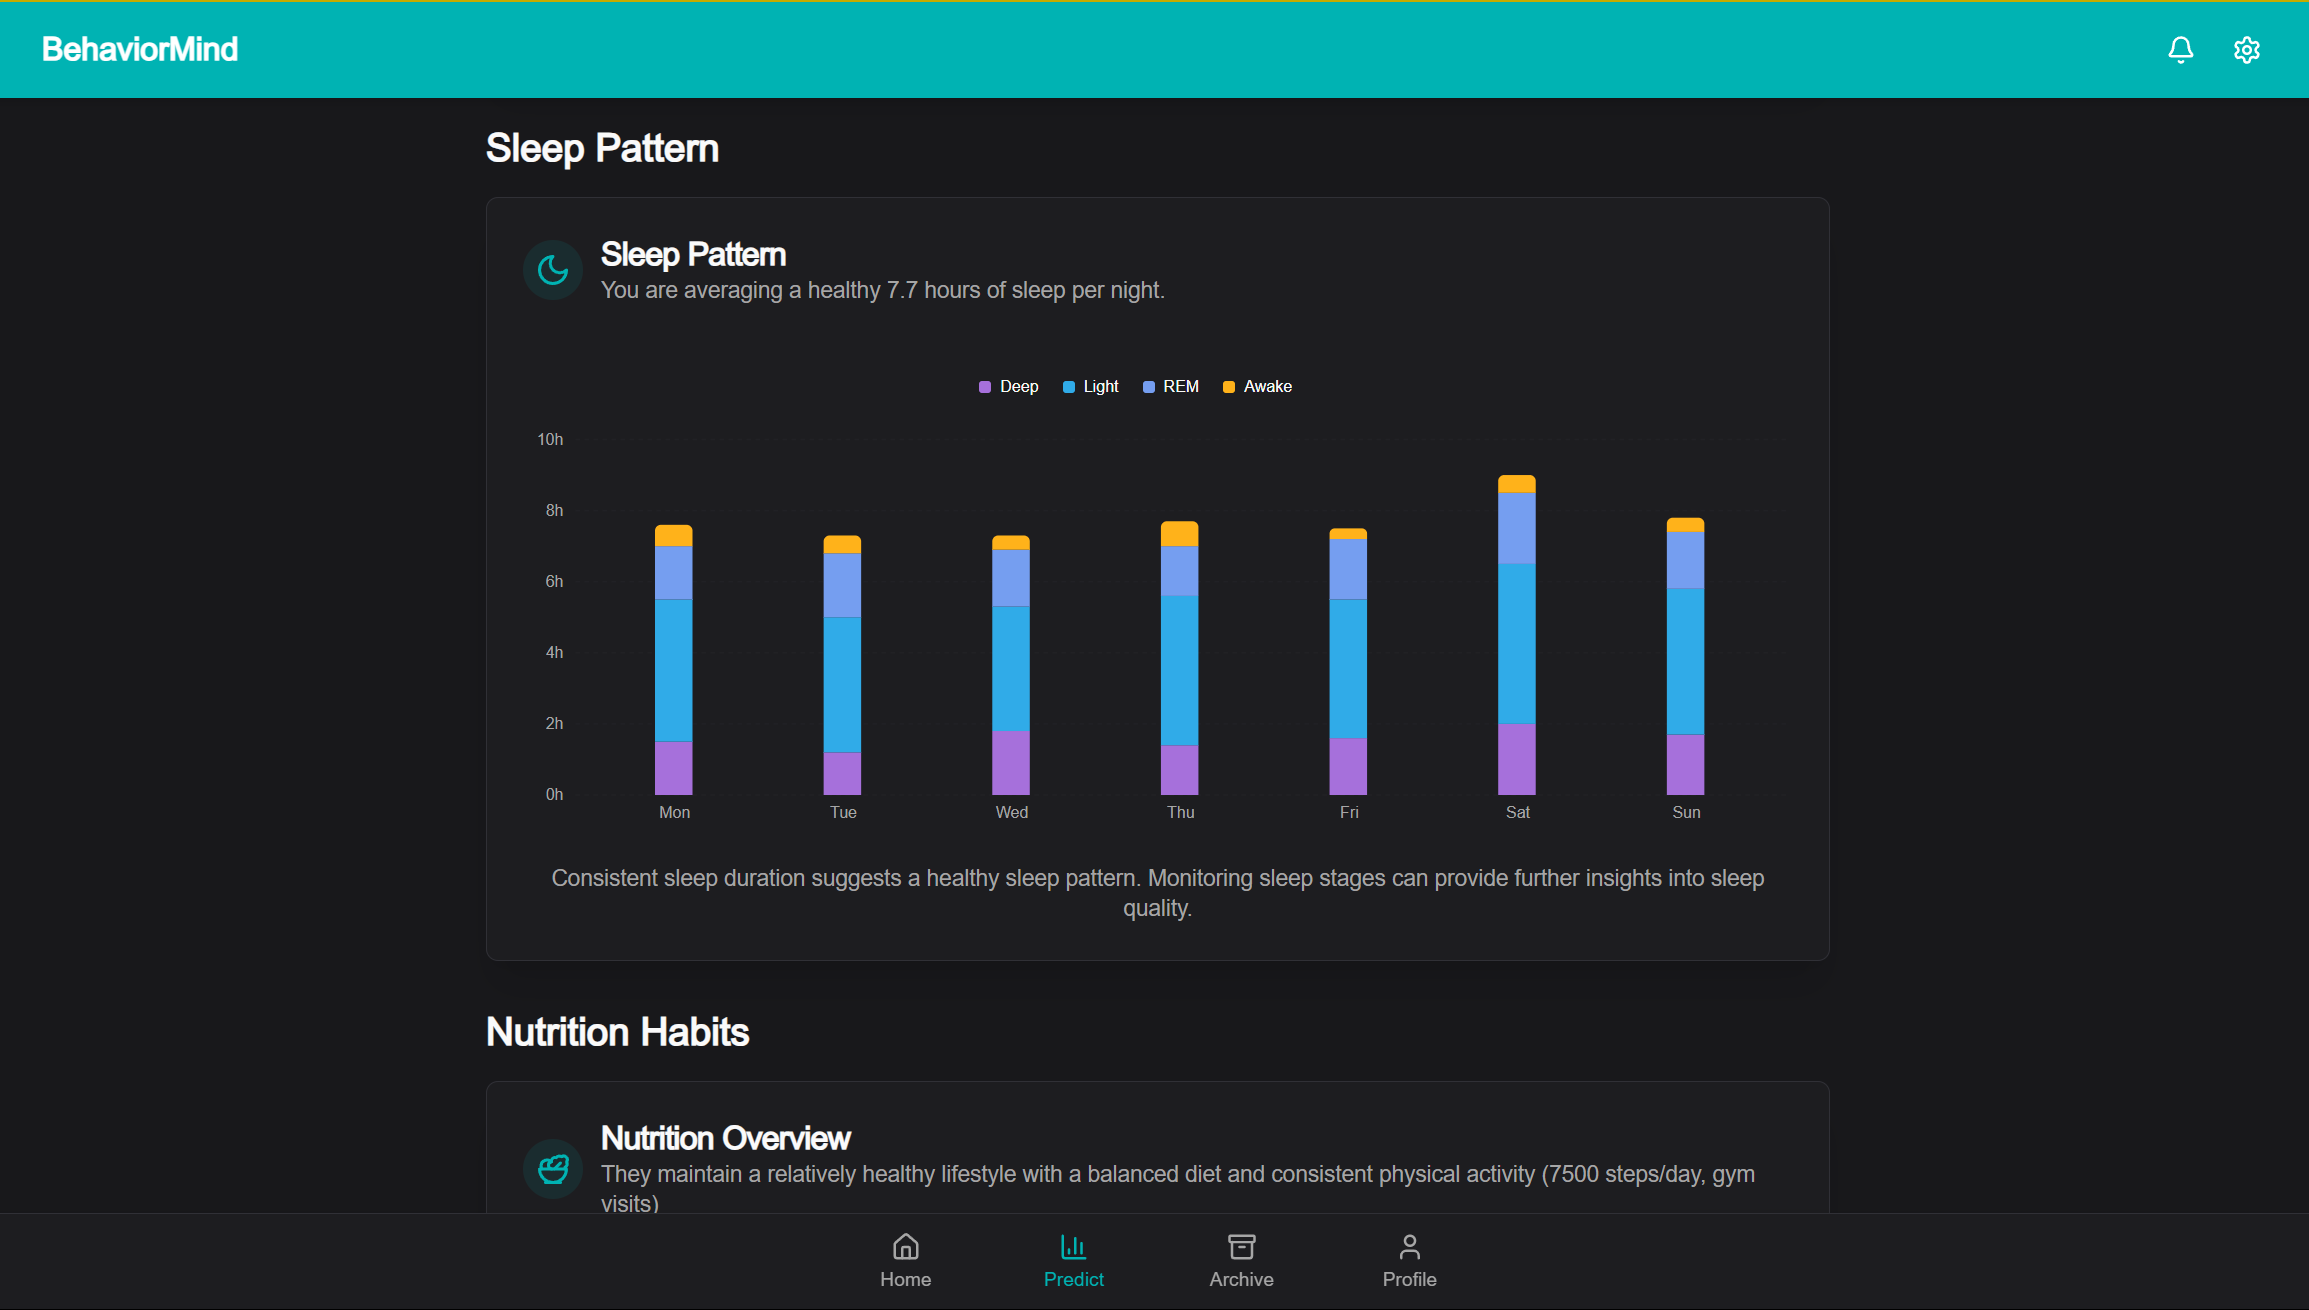 BehaviorMind
Sleep Pattern
Sleep Pattern
You are averaging a healthy 7.7 hours of sleep per night.
Deep Light REM Awake
10h
8h
6h
4h
2h
0h
Mon Tue Wed Thu Fri Sat Sun
Consistent sleep duration suggests a healthy sleep pattern. Monitoring sleep stages can provide further insights into sleep
quality.
Nutrition Habits
Nutrition Overview
They maintain a relatively healthy lifestyle with a balanced diet and consistent physical activity (7500 steps/day, gym
visits)
Home Predict Archive Profile